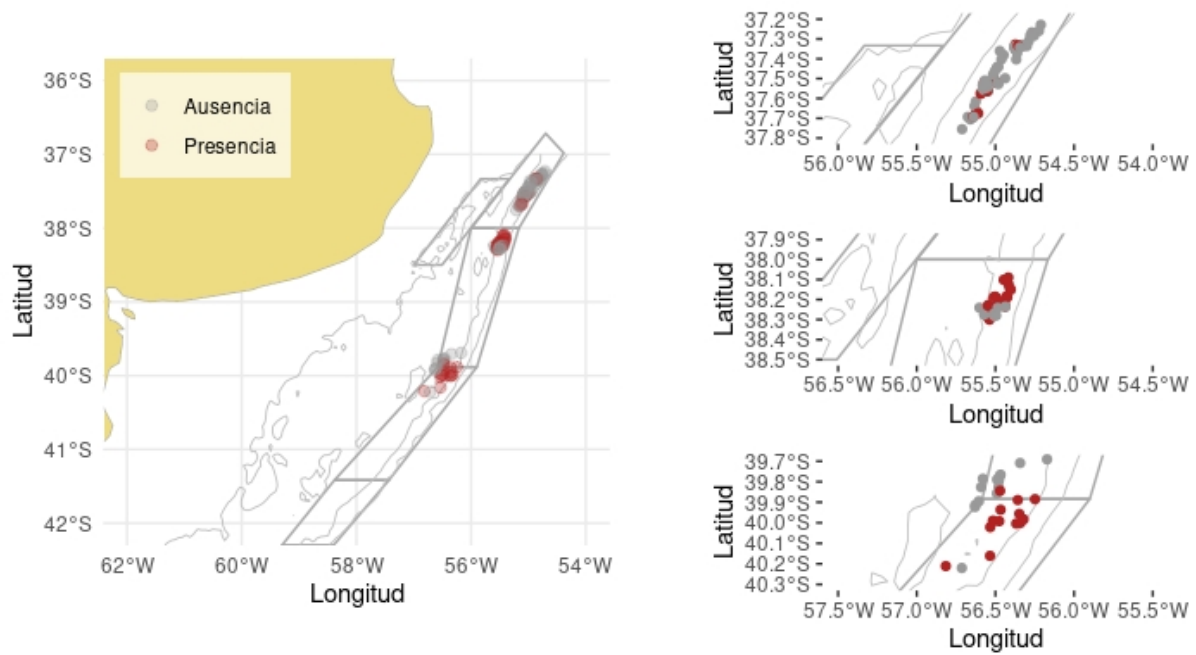 36°S
37°S
38°S
39°S
40°S
41°S
42°S
Latitud
Ausencia
Presencia
62°W 60°W 58°W 56°W 54°W
Longitud
37.2°S
37.3°S
37.4°S
37.5°S
37.6°S
37.7°S
37.8°S
Latitud
56.0°W 55.5°W 55.0°W 54.5°W 54.0°W
Longitud
37.9°S
38.0°S
38.1°S
38.2°S
38.3°S
38.4°S
38.5°S
Latitud
56.5°W 56.0°W 55.5°W 55.0°W 54.5°W
Longitud
39.7°S
39.8°S
39.9°S
40.0°S
40.1°S
40.2°S
40.3°S
Latitud
57.5°W 57.0°W 56.5°W 56.0°W 55.5°W
Longitud